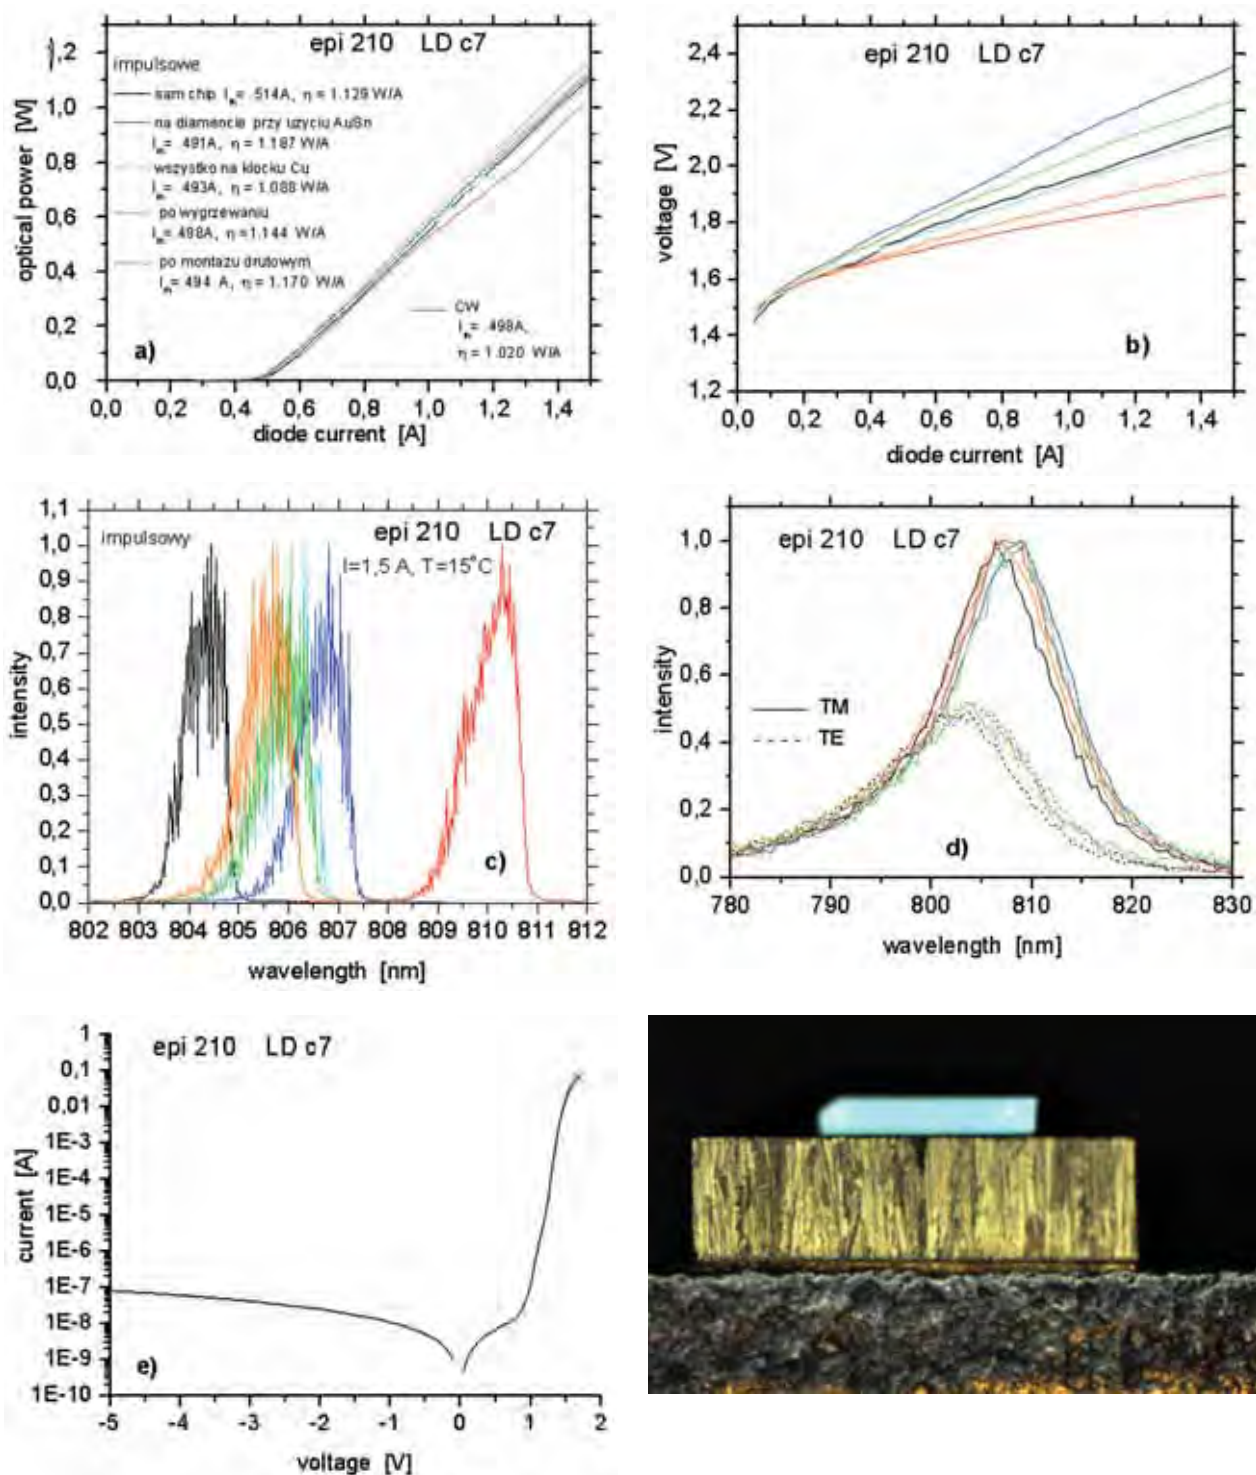 epi 210 LD c7
impulsowe
sam chip I_th= .514A, η = 1.129 W/A
na diamencie przy użyciu AuSn
I_th= .491A, η = 1.187 W/A
wszystko na klocku Cu
I_th= .493A, η = 1.088 W/A
po wygrzewaniu
I_th= .498A, η = 1.144 W/A
po montażu drutowym
I_th= .494 A, η = 1.170 W/A
CW
I_th= .498A,
η = 1.020 W/A
a)
optical power [W]
1,2
1,0
0,8
0,6
0,4
0,2
0,0
0,0 0,2 0,4 0,6 0,8 1,0 1,2 1,4
diode current [A]
epi 210 LD c7
b)
voltage [V]
2,4
2,2
2,0
1,8
1,6
1,4
1,2
0,0 0,2 0,4 0,6 0,8 1,0 1,2 1,4
diode current [A]
impulsowy
epi 210 LD c7
I=1,5 A, T=15°C
c)
intensity
1,1
1,0
0,9
0,8
0,7
0,6
0,5
0,4
0,3
0,2
0,1
0,0
802 803 804 805 806 807 808 809 810 811 812
wavelength [nm]
epi 210 LD c7
TM
TE
d)
intensity
1,0
0,8
0,6
0,4
0,2
0,0
780 790 800 810 820 830
wavelength [nm]
epi 210 LD c7
e)
current [A]
1
0,1
0,01
1E-3
1E-4
1E-5
1E-6
1E-7
1E-8
1E-9
1E-10
-5 -4 -3 -2 -1 0 1 2
voltage [V]